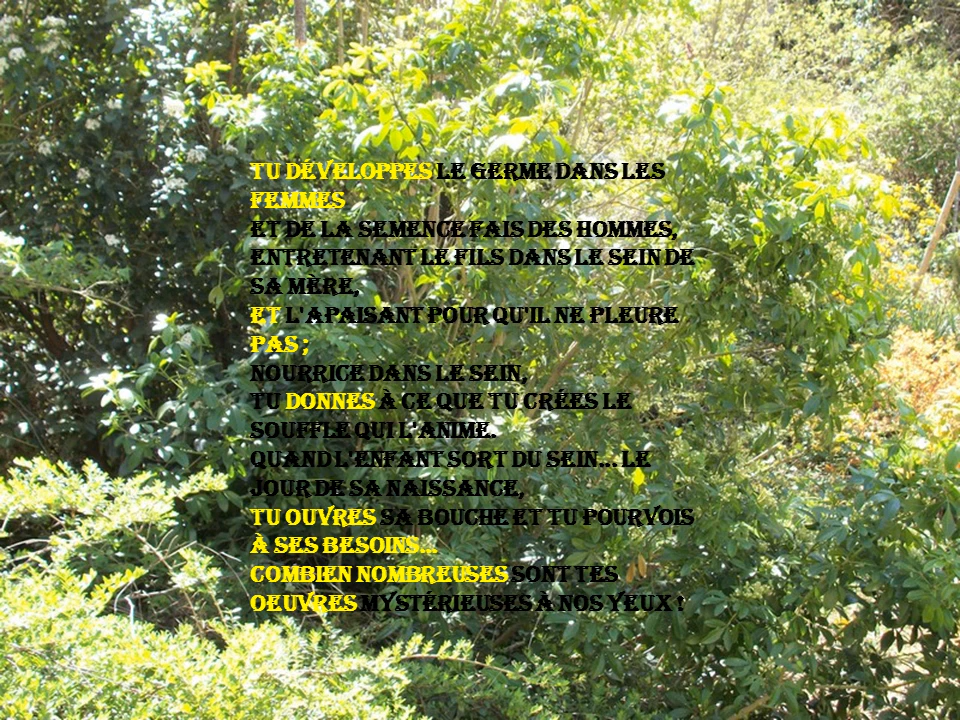 TU DÉVELOPPES LE GERME DANS LES
FEMMES
ET DE LA SEMENCE FAIS DES HOMMES,
ENTRETENANT LE FILS DANS LE SEIN DE
SA MÈRE,
ET L'APAISANT POUR QU'IL NE PLEURE
PAS ;
NOURRICE DANS LE SEIN,
TU DONNES À CE QUE TU CRÉES LE
SOUFFLE QUI L'ANIME.
QUAND L'ENFANT SORT DU SEIN... LE
JOUR DE SA NAISSANCE,
TU OUVRES SA BOUCHE ET TU POURVOIS
À SES BESOINS...
COMBIEN NOMBREUSES SONT TES
OEUVRES MYSTÉRIEUSES À NOS YEUX !